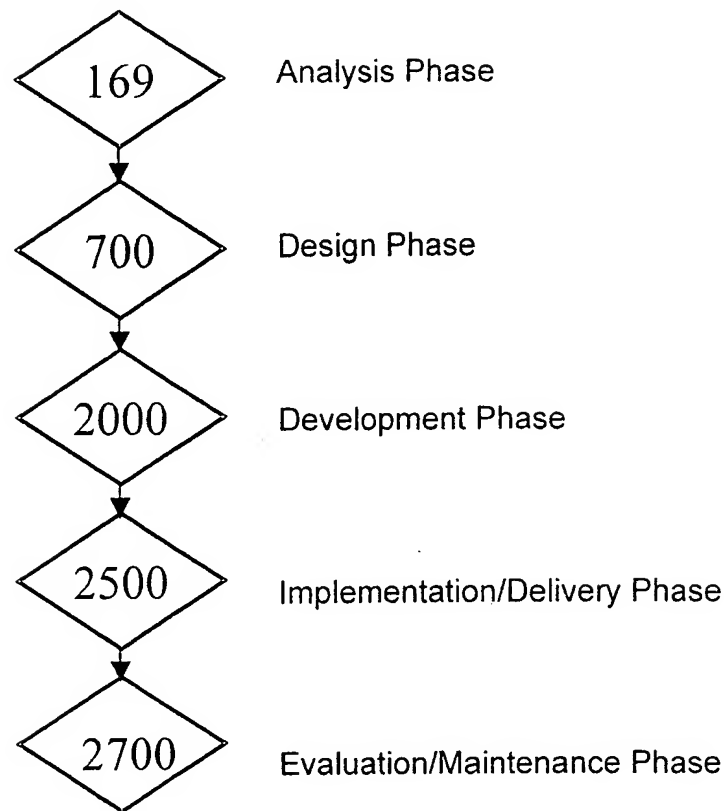 169 Analysis Phase
700 Design Phase
2000 Development Phase
2500 Implementation/Delivery Phase
2700 Evaluation/Maintenance Phase